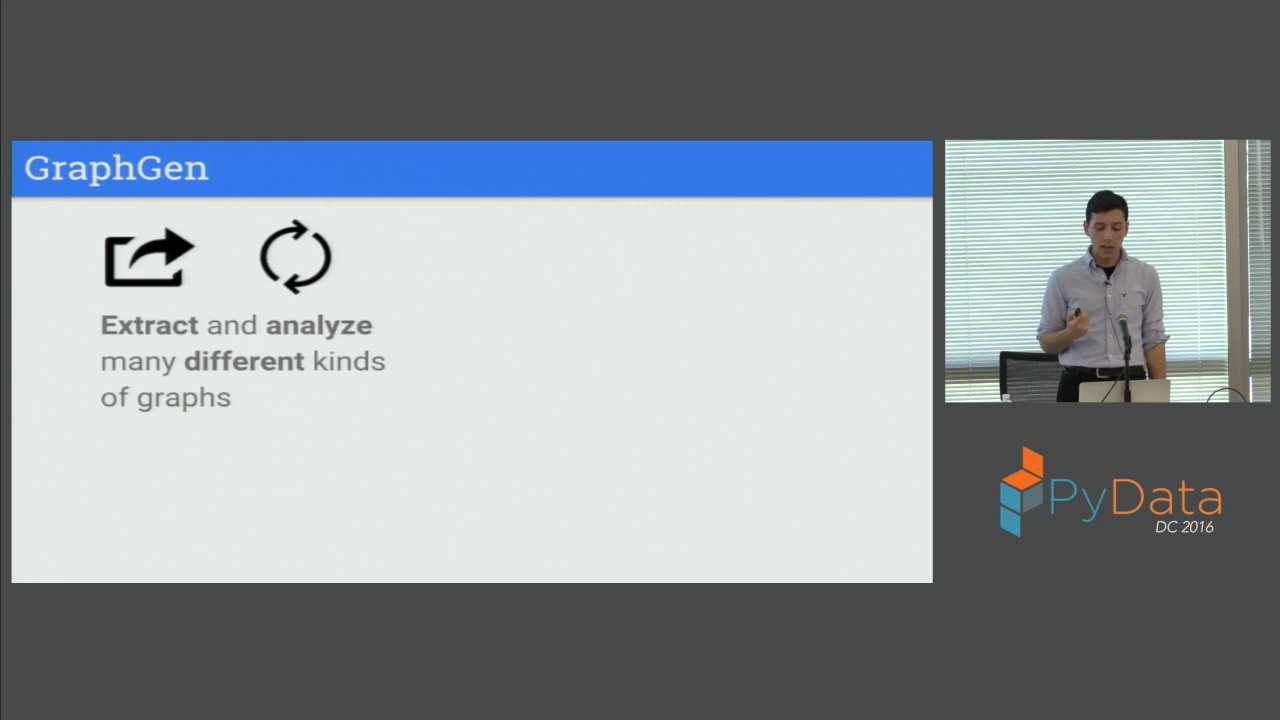 GraphGen
Extract and analyze
many different kinds
of graphs
PyData
DC 2016